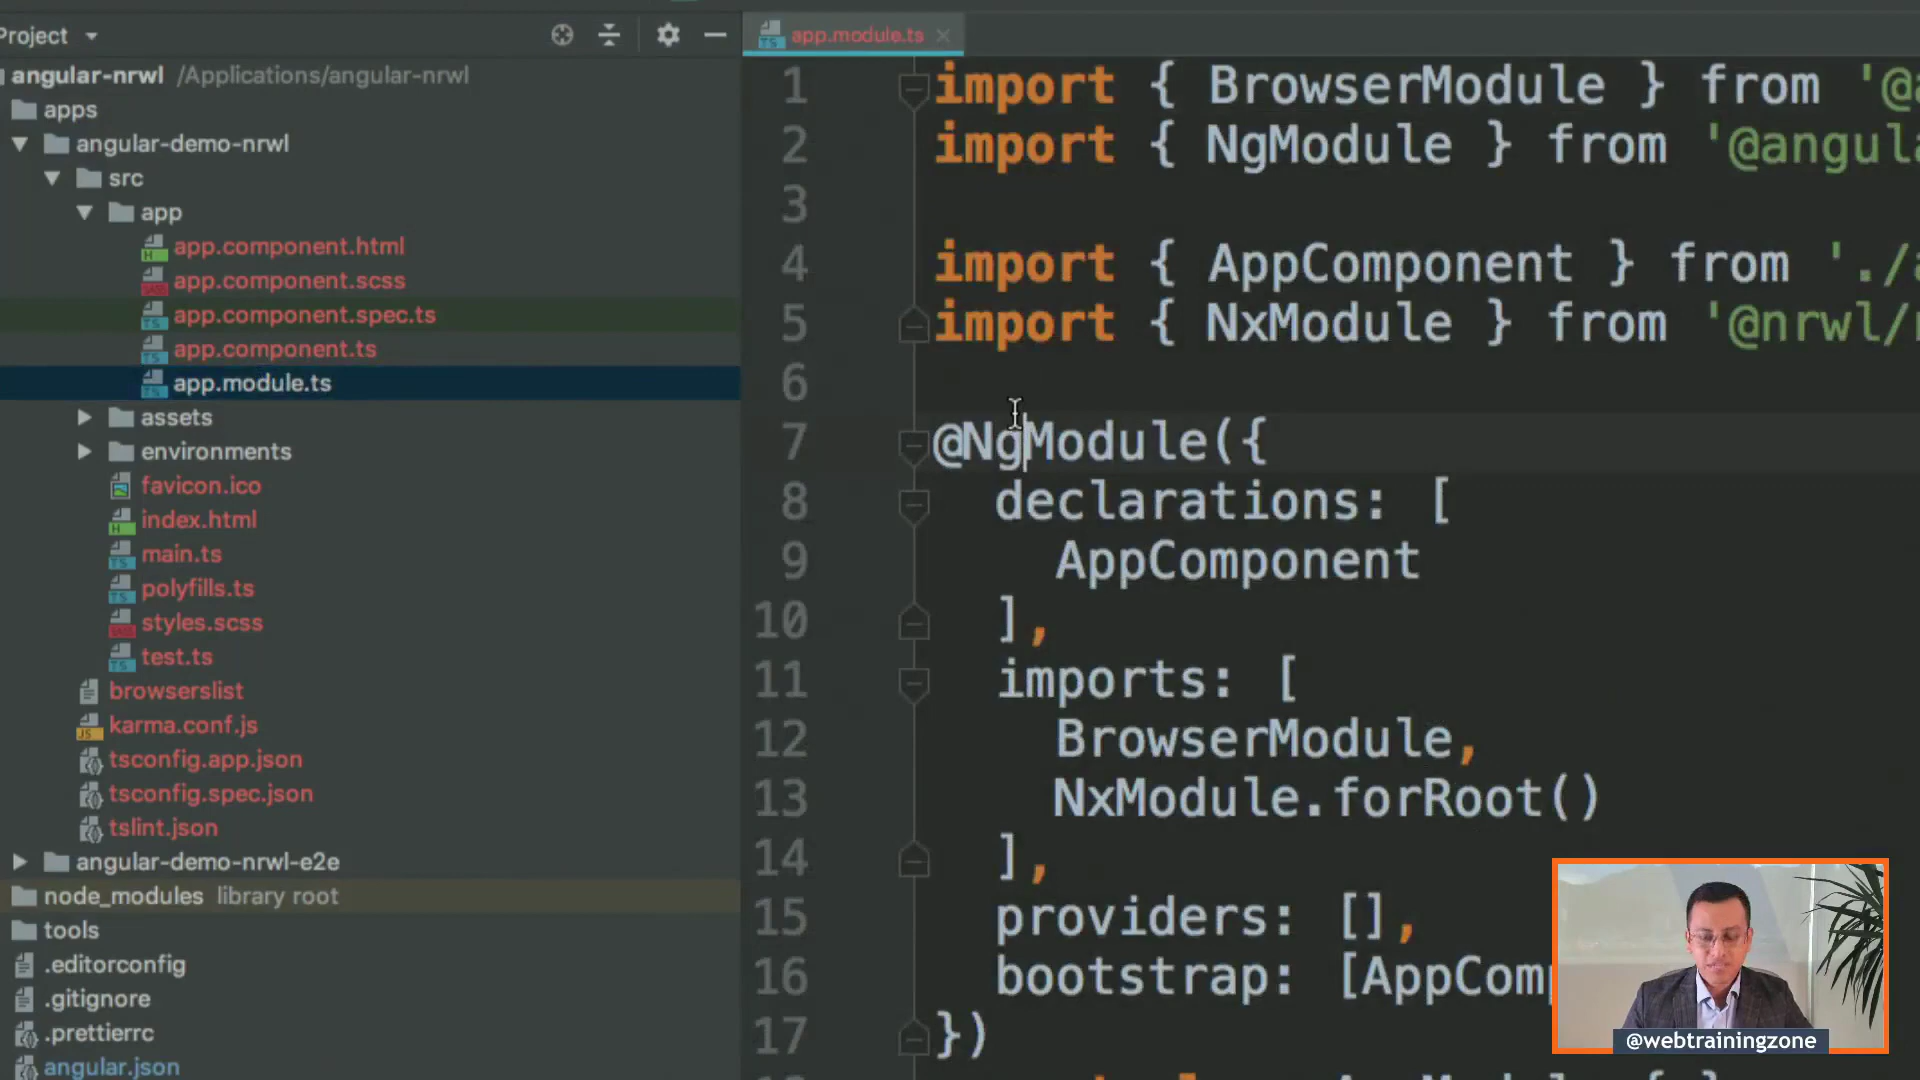 Project
app.module.ts
angular-nrwl /Applications/angular-nrwl
apps
angular-demo-nrwl
src
app
app.component.html
app.component.scss
app.component.spec.ts
app.component.ts
app.module.ts
assets
environments
favicon.ico
index.html
main.ts
polyfills.ts
styles.scss
test.ts
browserslist
karma.conf.js
tsconfig.app.json
tsconfig.spec.json
tslint.json
angular-demo-nrwl-e2e
node_modules library root
tools
.editorconfig
.gitignore
.prettierrc
angular.json
1 import { BrowserModule } from '@a
2 import { NgModule } from '@angul
3
4 import { AppComponent } from './
5 import { NxModule } from '@nrwl/
6
7 @NgModule({
8 declarations: [
9 AppComponent
10 ],
11 imports: [
12 BrowserModule,
13 NxModule.forRoot()
14 ],
15 providers: [],
16 bootstrap: [AppCom
17 })
@webtrainingzone